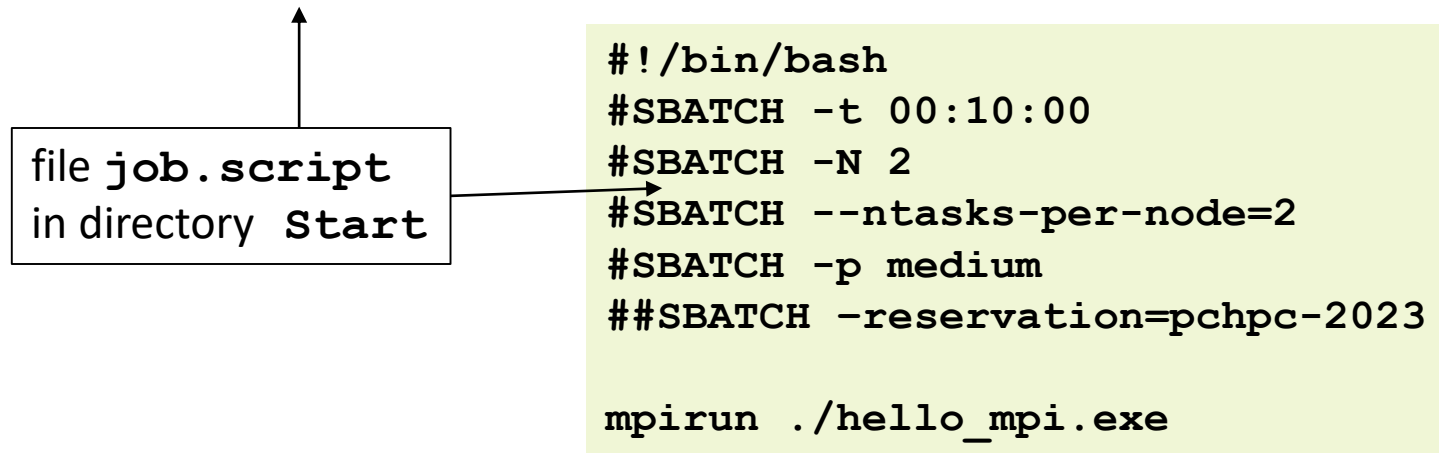 file job.script
in directory Start
#!/bin/bash
#SBATCH -t 00:10:00
#SBATCH -N 2
#SBATCH --ntasks-per-node=2
#SBATCH -p medium
##SBATCH –reservation=pchpc-2023
mpirun ./hello_mpi.exe